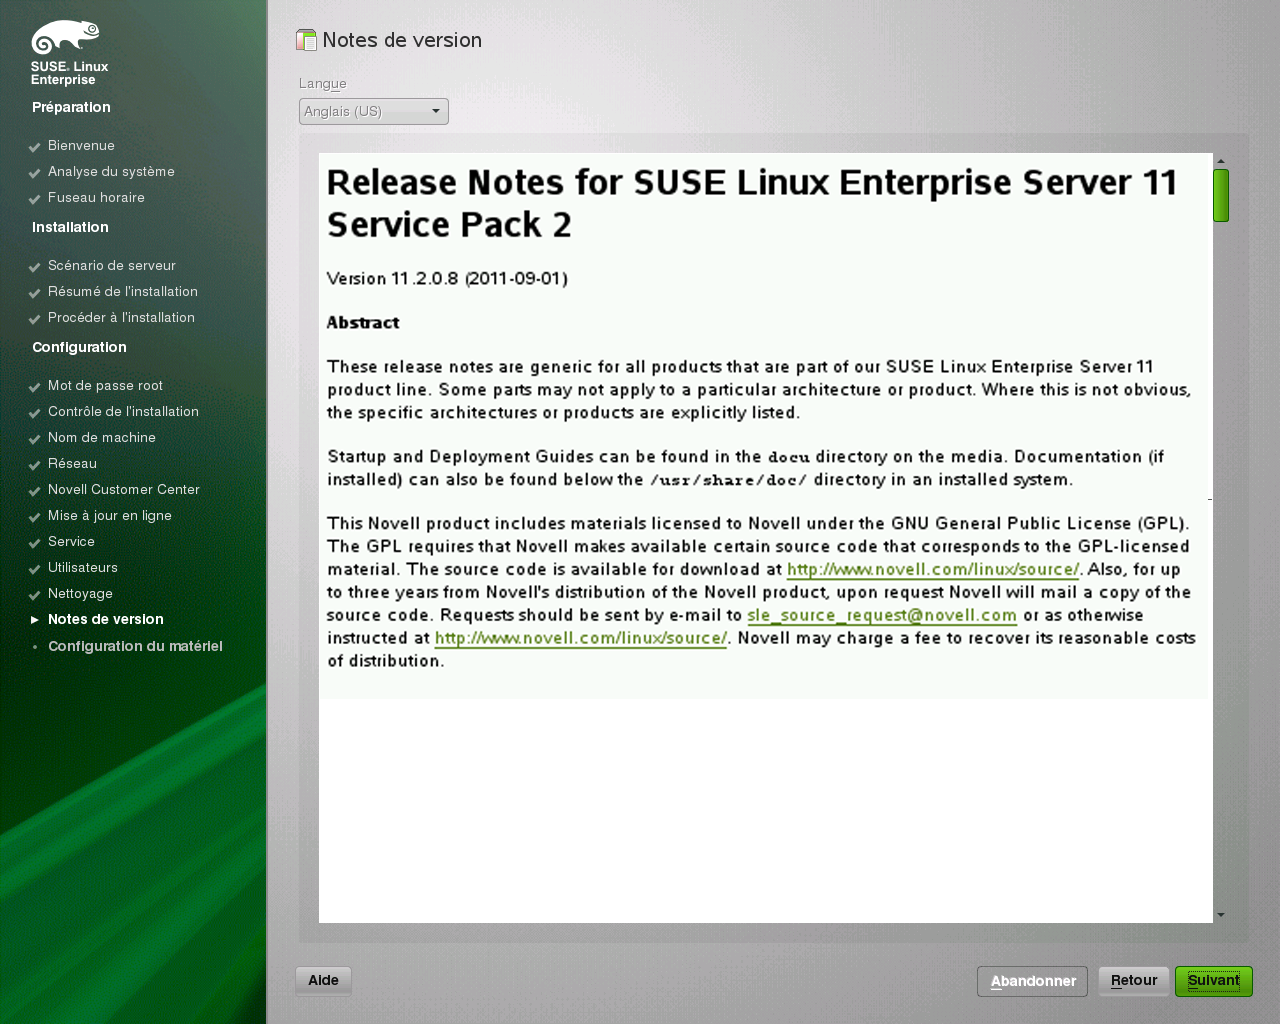 SUSE® Linux
Enterprise
Préparation
Bienvenue
Analyse du système
Fuseau horaire
Installation
Scénario de serveur
Résumé de l'installation
Procéder à l'installation
Configuration
Mot de passe root
Contrôle de l'installation
Nom de machine
Réseau
Novell Customer Center
Mise à jour en ligne
Service
Utilisateurs
Nettoyage
Notes de version
Configuration du matériel
Notes de version
Langue
Anglais (US)
Release Notes for SUSE Linux Enterprise Server 11
Service Pack 2
Version 11.2.0.8 (2011-09-01)
Abstract
These release notes are generic for all products that are part of our SUSE Linux Enterprise Server 11
product line. Some parts may not apply to a particular architecture or product. Where this is not obvious,
the specific architectures or products are explicitly listed.
Startup and Deployment Guides can be found in the docu directory on the media. Documentation (if
installed) can also be found below the /usr/share/doc/ directory in an installed system.
This Novell product includes materials licensed to Novell under the GNU General Public License (GPL).
The GPL requires that Novell makes available certain source code that corresponds to the GPL-licensed
material. The source code is available for download at http://www.novell.com/linux/source/. Also, for up
to three years from Novell's distribution of the Novell product, upon request Novell will mail a copy of the
source code. Requests should be sent by e-mail to sle_source_request@novell.com or as otherwise
instructed at http://www.novell.com/linux/source/. Novell may charge a fee to recover its reasonable costs
of distribution.
Aide
Abandonner
Retour
Suivant